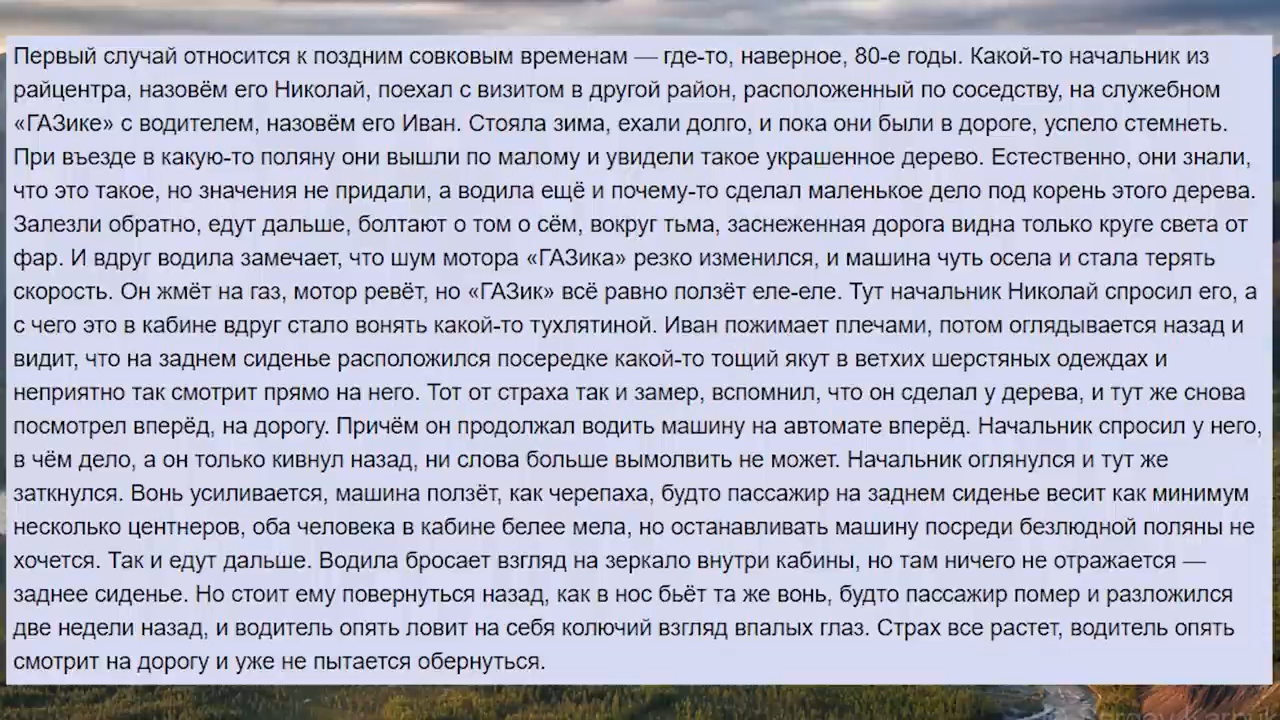 Первый случай относится к поздним совковым временам — где-то, наверное, 80-е годы. Какой-то начальник из
райцентра, назовём его Николай, поехал с визитом в другой район, расположенный по соседству, на служебном
«ГАЗике» с водителем, назовём его Иван. Стояла зима, ехали долго, и пока они были в дороге, успело стемнеть.
При въезде в какую-то поляну они вышли по малому и увидели такое украшенное дерево. Естественно, они знали,
что это такое, но значения не придали, а водила ещё и почему-то сделал маленькое дело под корень этого дерева.
Залезли обратно, едут дальше, болтают о том о сём, вокруг тьма, заснеженная дорога видна только круге света от
фар. И вдруг водила замечает, что шум мотора «ГАЗика» резко изменился, и машина чуть осела и стала терять
скорость. Он жмёт на газ, мотор ревёт, но «ГАЗик» всё равно ползёт еле-еле. Тут начальник Николай спросил его, а
с чего это в кабине вдруг стало вонять какой-то тухлятиной. Иван пожимает плечами, потом оглядывается назад и
видит, что на заднем сиденье расположился посередке какой-то тощий якут в ветхих шерстяных одеждах и
неприятно так смотрит прямо на него. Тот от страха так и замер, вспомнил, что он сделал у дерева, и тут же снова
посмотрел вперёд, на дорогу. Причём он продолжал водить машину на автомате вперёд. Начальник спросил у него,
в чём дело, а он только кивнул назад, ни слова больше вымолвить не может. Начальник оглянулся и тут же
заткнулся. Вонь усиливается, машина ползёт, как черепаха, будто пассажир на заднем сиденье весит как минимум
несколько центнеров, оба человека в кабине белее мела, но останавливать машину посреди безлюдной поляны не
хочется. Так и едут дальше. Водила бросает взгляд на зеркало внутри кабины, но там ничего не отражается —
заднее сиденье. Но стоит ему повернуться назад, как в нос бьёт та же вонь, будто пассажир помер и разложился
две недели назад, и водитель опять ловит на себя колючий взгляд впалых глаз. Страх все растет, водитель опять
смотрит на дорогу и уже не пытается обернуться.